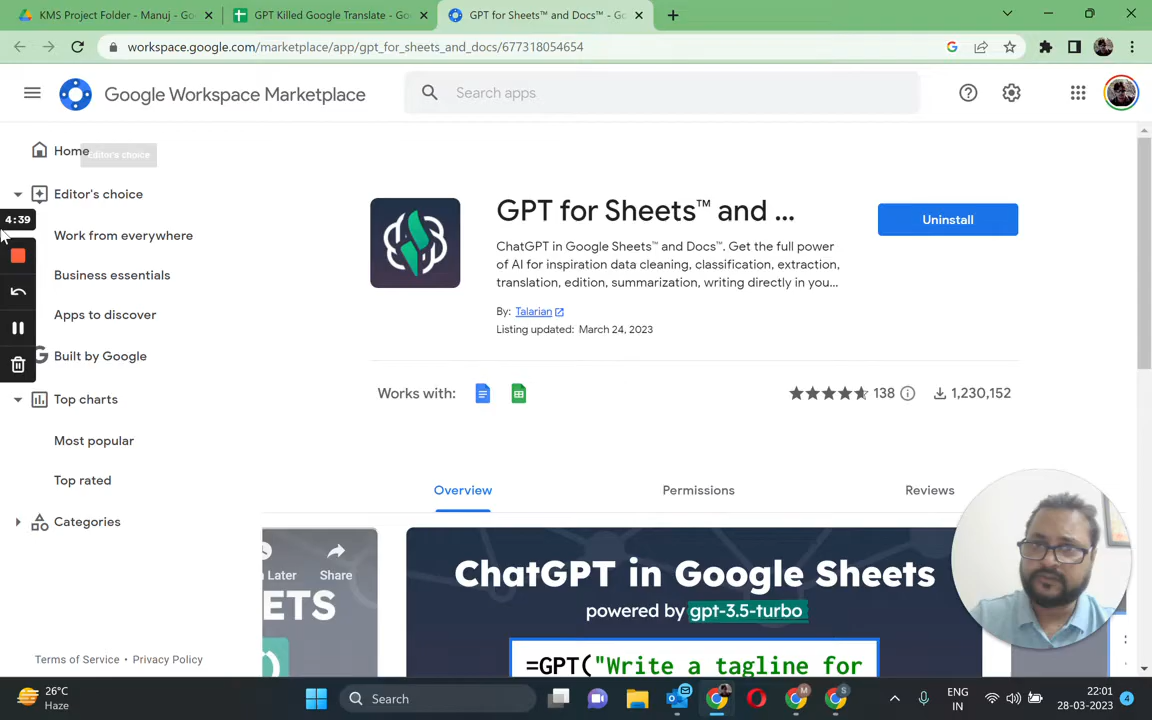 KMS Project Folder - Manuj - Go
GPT Killed Google Translate - Go
GPT for Sheets™ and Docs™ - Go
workspace.google.com/marketplace/app/gpt_for_sheets_and_docs/677318054654
Google Workspace Marketplace
Search apps
Home
Editor's choice
Editor's choice
4:39
Work from everywhere
Business essentials
Apps to discover
Built by Google
Top charts
Most popular
Top rated
Categories
Terms of Service • Privacy Policy
GPT for Sheets™ and ...
Uninstall
ChatGPT in Google Sheets™ and Docs™. Get the full power
of AI for inspiration data cleaning, classification, extraction,
translation, edition, summarization, writing directly in you...
By: Talarian
Listing updated: March 24, 2023
Works with:
138
1,230,152
Overview
Permissions
Reviews
Later
Share
ETS
ChatGPT in Google Sheets
powered by gpt-3.5-turbo
=GPT("Write a tagline for
26°C
Haze
Search
ENG
IN
22:01
28-03-2023
4